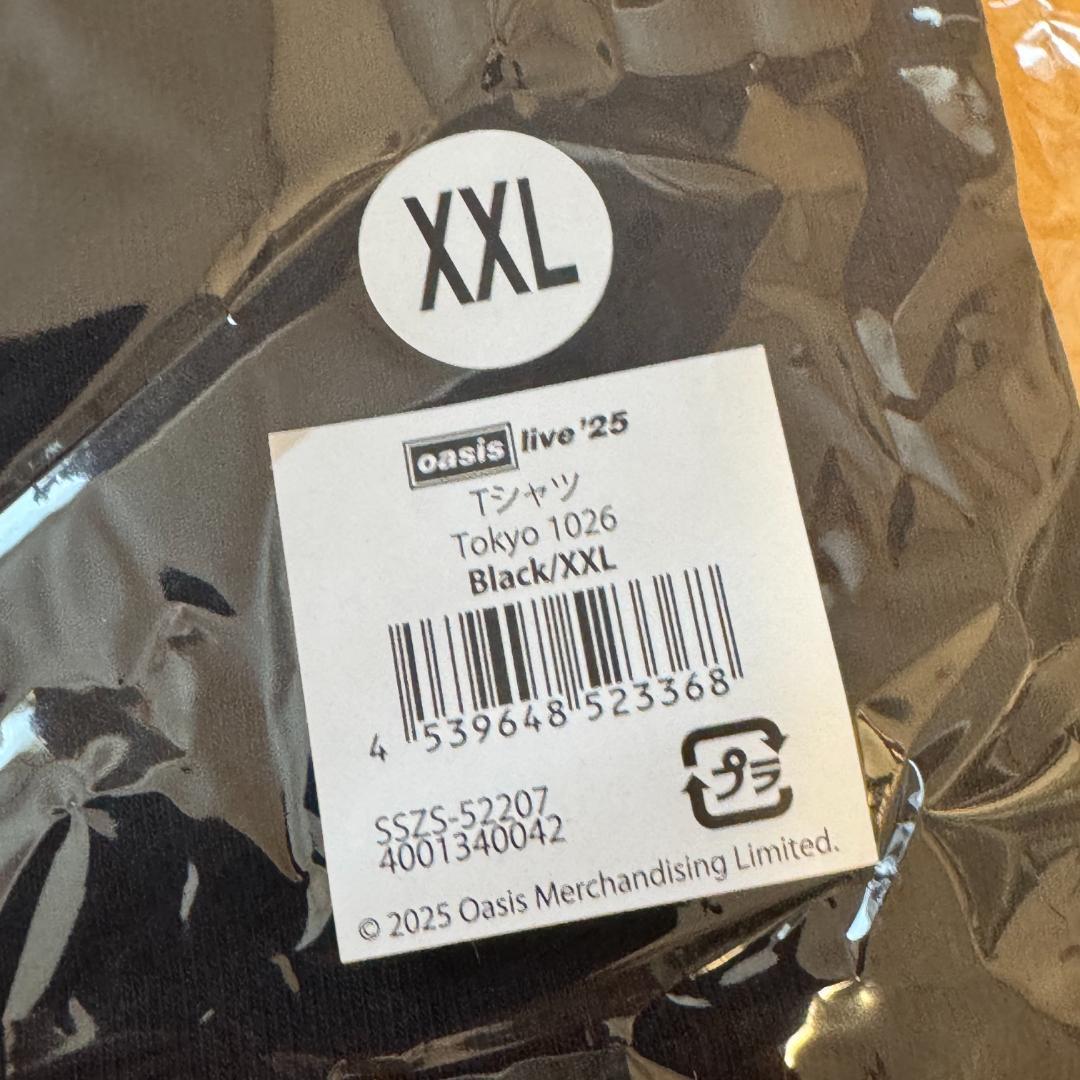 XXL
oasis live '25
Tシャツ
Tokyo 1026
Black/XXL
4 539648 523368
プラ
SSZS-52207
4001340042
© 2025 Oasis Merchandising Limited.